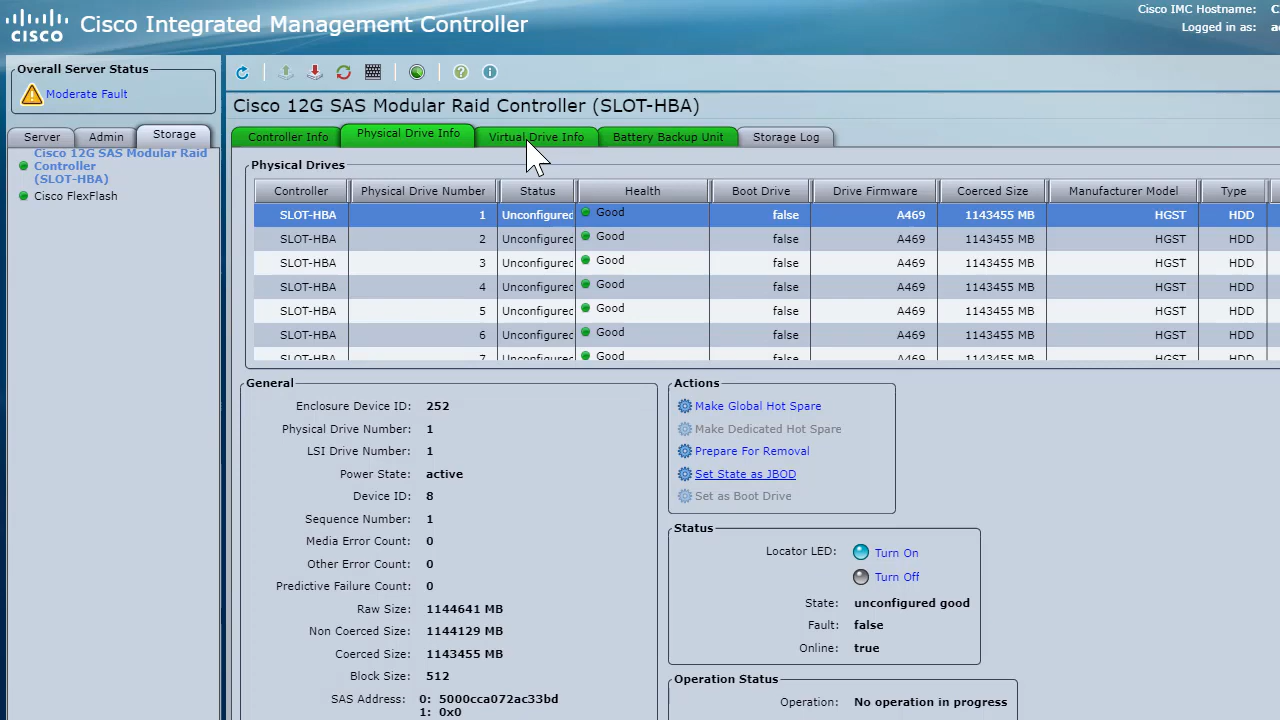 Cisco IMC Hostname: C
CISCO
Cisco Integrated Management Controller
Logged in as: a
Overall Server Status
Moderate Fault
Server Admin Storage
Cisco 12G SAS Modular Raid
Controller
(SLOT-HBA)
Cisco FlexFlash
Cisco 12G SAS Modular Raid Controller (SLOT-HBA)
Controller Info Physical Drive Info Virtual Drive Info Battery Backup Unit Storage Log
Physical Drives
Controller Physical Drive Number Status Health Boot Drive Drive Firmware Coerced Size Manufacturer Model Type
SLOT-HBA 1 Unconfigured Good false A469 1143455 MB HGST HDD
SLOT-HBA 2 Unconfigured Good false A469 1143455 MB HGST HDD
SLOT-HBA 3 Unconfigured Good false A469 1143455 MB HGST HDD
SLOT-HBA 4 Unconfigured Good false A469 1143455 MB HGST HDD
SLOT-HBA 5 Unconfigured Good false A469 1143455 MB HGST HDD
SLOT-HBA 6 Unconfigured Good false A469 1143455 MB HGST HDD
SLOT-HBA 7 Unconfigured Good false A469 1143455 MB HGST HDD
General
Enclosure Device ID: 252
Physical Drive Number: 1
LSI Drive Number: 1
Power State: active
Device ID: 8
Sequence Number: 1
Media Error Count: 0
Other Error Count: 0
Predictive Failure Count: 0
Raw Size: 1144641 MB
Non Coerced Size: 1144129 MB
Coerced Size: 1143455 MB
Block Size: 512
SAS Address: 0: 5000cca072ac33bd
1: 0x0
Actions
Make Global Hot Spare
Make Dedicated Hot Spare
Prepare For Removal
Set State as JBOD
Set as Boot Drive
Status
Locator LED: Turn On
Turn Off
State: unconfigured good
Fault: false
Online: true
Operation Status
Operation: No operation in progress